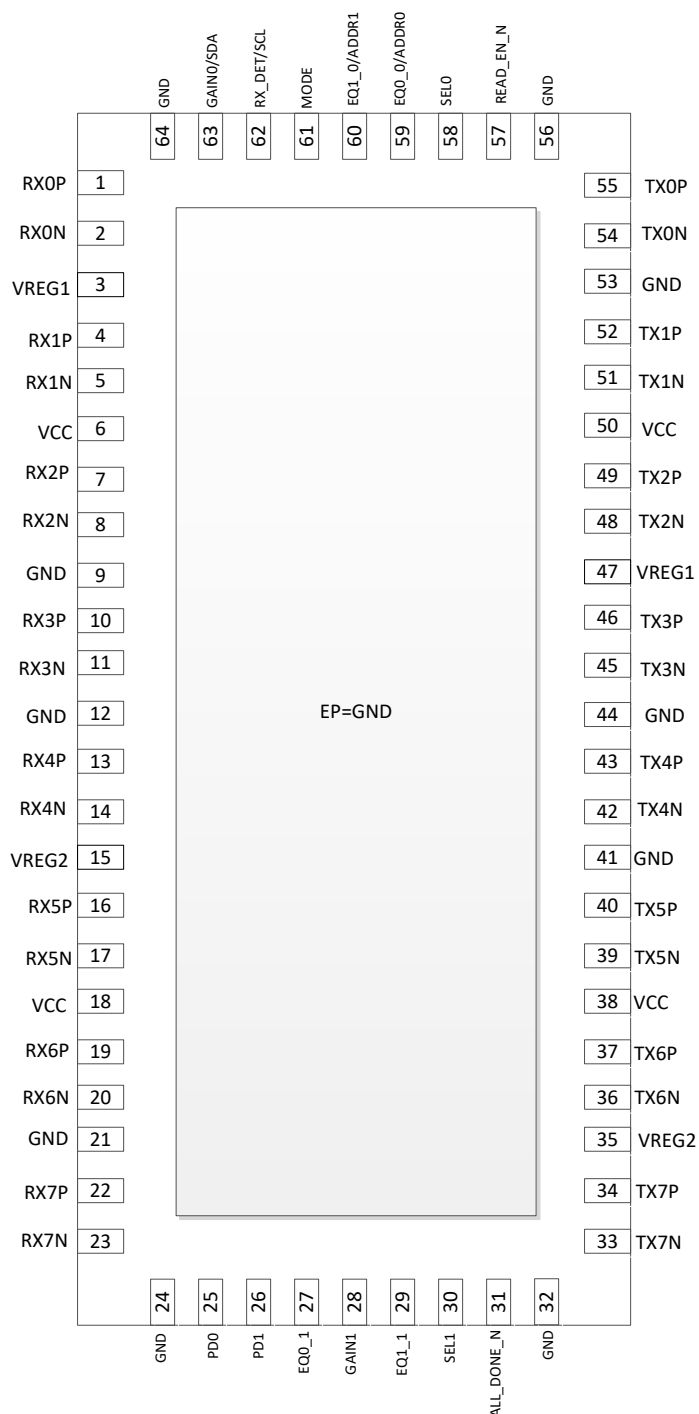 GND
GAIN0/SDA
RX_DET/SCL
MODE
EQ1_0/ADDR1
EQ0_0/ADDR0
SEL0
READ_EN_N
GND
64
63
62
61
60
59
58
57
56
RX0P 1
RX0N 2
VREG1 3
RX1P 4
RX1N 5
VCC 6
RX2P 7
RX2N 8
GND 9
RX3P 10
RX3N 11
GND 12
RX4P 13
RX4N 14
VREG2 15
RX5P 16
RX5N 17
VCC 18
RX6P 19
RX6N 20
GND 21
RX7P 22
RX7N 23
EP=GND
55 TX0P
54 TX0N
53 GND
52 TX1P
51 TX1N
50 VCC
49 TX2P
48 TX2N
47 VREG1
46 TX3P
45 TX3N
44 GND
43 TX4P
42 TX4N
41 GND
40 TX5P
39 TX5N
38 VCC
37 TX6P
36 TX6N
35 VREG2
34 TX7P
33 TX7N
24
25
26
27
28
29
30
31
32
GND
PD0
PD1
EQ0_1
GAIN1
EQ1_1
SEL1
ALL_DONE_N
GND